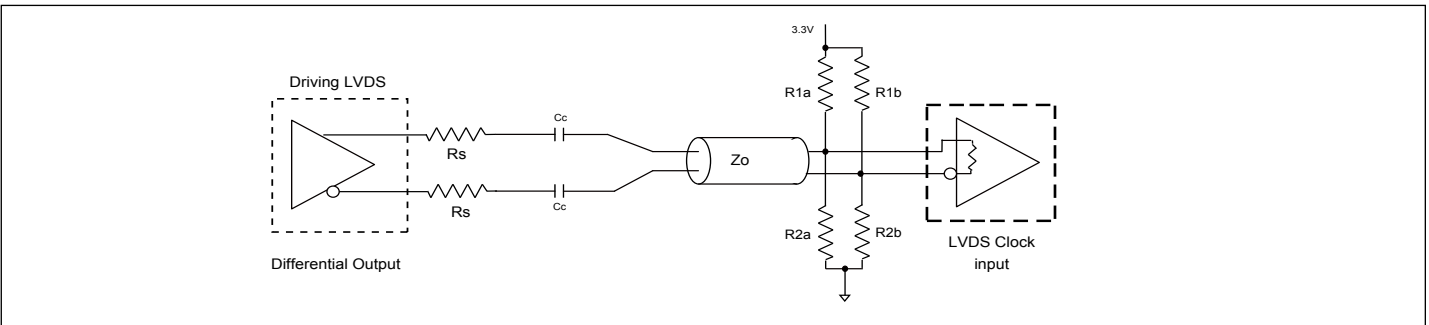 3.3V
Driving LVDS
R1a
R1b
Cc
Rs
Zo
Rs
Cc
R2a
R2b
LVDS Clock
input
Differential Output